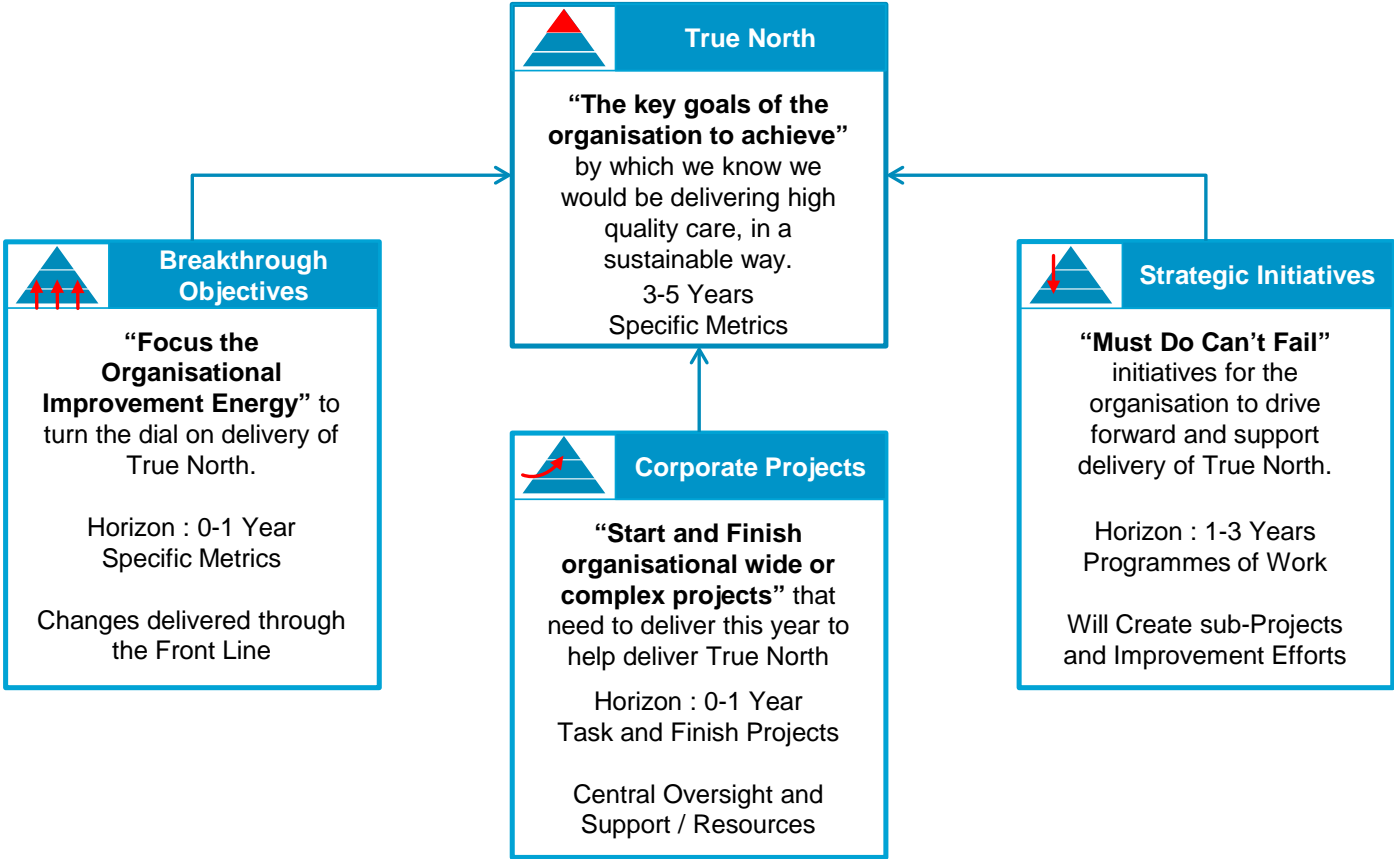 True North
“The key goals of the
organisation to achieve”
by which we know we
would be delivering high
quality care, in a
sustainable way.
3-5 Years
Specific Metrics
Breakthrough
Objectives
“Focus the
Organisational
Improvement Energy” to
turn the dial on delivery of
True North.
Horizon : 0-1 Year
Specific Metrics
Changes delivered through
the Front Line
Corporate Projects
“Start and Finish
organisational wide or
complex projects” that
need to deliver this year to
help deliver True North
Horizon : 0-1 Year
Task and Finish Projects
Central Oversight and
Support / Resources
Strategic Initiatives
“Must Do Can’t Fail”
initiatives for the
organisation to drive
forward and support
delivery of True North.
Horizon : 1-3 Years
Programmes of Work
Will Create sub-Projects
and Improvement Efforts